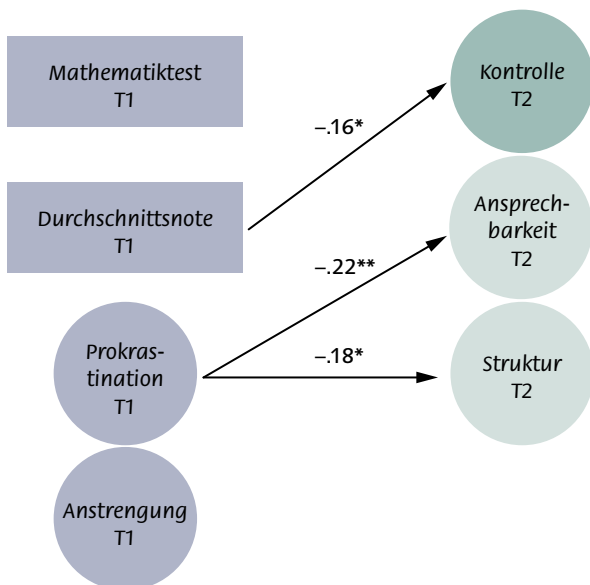 Mathematiktest
T1
Kontrolle
T2
–.16*
Durchschnittsnote
T1
Ansprech-
barkeit
T2
–.22**
Prokras-
tination
T1
–.18*
Struktur
T2
Anstrengung
T1